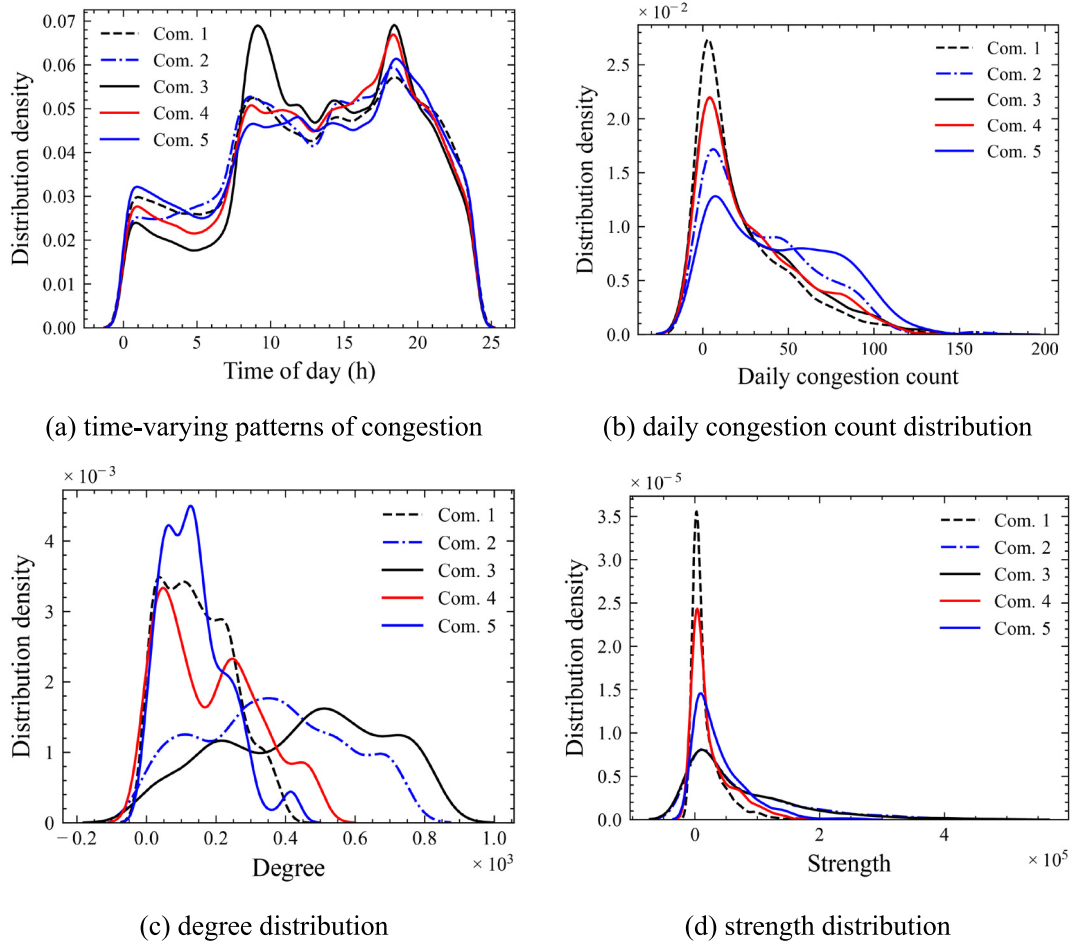 0.07
0.06
0.05
0.04
0.03
0.02
0.01
0.00
Distribution density
Com. 1
Com. 2
Com. 3
Com. 4
Com. 5
0 5 10 15 20 25
Time of day (h)
(a) time-varying patterns of congestion
× 10⁻²
2.5
2.0
1.5
1.0
0.5
0.0
Distribution density
Com. 1
Com. 2
Com. 3
Com. 4
Com. 5
0 50 100 150 200
Daily congestion count
(b) daily congestion count distribution
× 10⁻³
4
3
2
1
0
Distribution density
Com. 1
Com. 2
Com. 3
Com. 4
Com. 5
−0.2 0.0 0.2 0.4 0.6 0.8 1.0
Degree
× 10³
(c) degree distribution
× 10⁻⁵
3.5
3.0
2.5
2.0
1.5
1.0
0.5
0.0
Distribution density
Com. 1
Com. 2
Com. 3
Com. 4
Com. 5
0 2 4
Strength
× 10⁵
(d) strength distribution